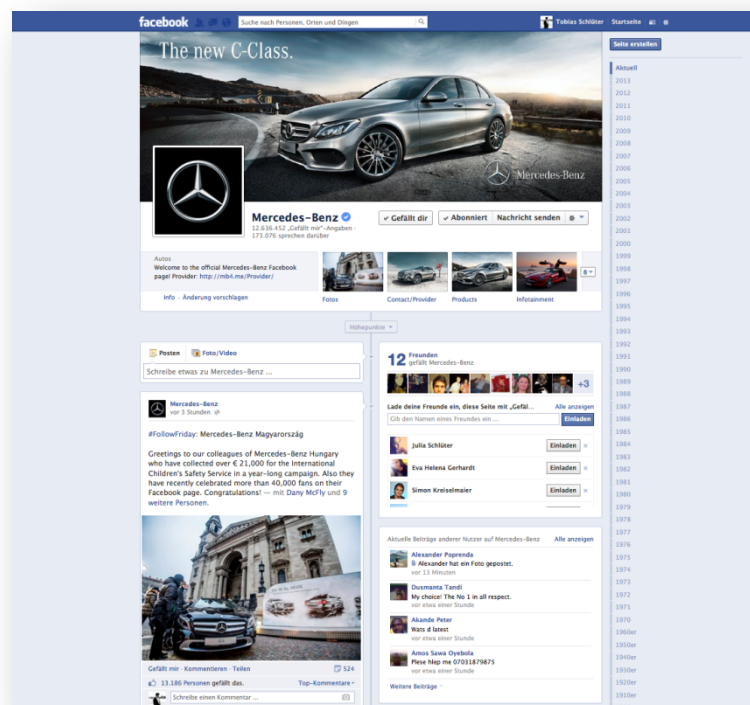 facebook
Suche nach Personen, Orten und Dingen
Tobias Schlüter
Startseite
The new C-Class.
Mercedes-Benz
Seite erstellen
Mercedes-Benz
12.636.452 „Gefällt mir"-Angaben ·
173.076 sprechen darüber
Gefällt dir
Abonniert
Nachricht senden
Autos
Welcome to the official Mercedes-Benz Facebook
page! Provider: http://mb4.me/Provider/
Info · Änderung vorschlagen
Fotos
Contact/Provider
Products
Infotainment
8
Höhepunkte
Posten
Foto/Video
Schreibe etwas zu Mercedes-Benz ...
Mercedes-Benz
vor 3 Stunden
#FollowFriday: Mercedes-Benz Magyarország
Greetings to our colleagues of Mercedes-Benz Hungary
who have collected over € 21,000 for the International
Children's Safety Service in a year-long campaign. Also they
have recently celebrated more than 40,000 fans on their
Facebook page. Congratulations! — mit Dany McFly und 9
weitere Personen.
Gefällt mir · Kommentieren · Teilen
524
13.186 Personen gefällt das.
Top-Kommentare
Schreibe einen Kommentar ...
12 Freunden
gefällt Mercedes-Benz
+3
Lade deine Freunde ein, diese Seite mit „Gefäl...
Alle anzeigen
Gib den Namen eines Freundes ein ...
Einladen
Julia Schlüter
Einladen
Eva Helena Gerhardt
Einladen
Simon Kreiselmaier
Einladen
Aktuelle Beiträge anderer Nutzer auf Mercedes-Benz
Alle anzeigen
Alexander Poprenda
Alexander hat ein Foto gepostet.
vor 13 Minuten
Dusmanta Tandi
My choice! The No 1 in all respect.
vor etwa einer Stunde
Akande Peter
Wats d latest
vor etwa einer Stunde
Amos Sawa Oyebola
Plese hlep me 07031879875
vor etwa einer Stunde
Weitere Beiträge
Aktuell
2013
2012
2011
2010
2009
2008
2007
2006
2005
2004
2003
2002
2001
2000
1999
1998
1997
1996
1995
1994
1993
1992
1991
1990
1989
1988
1987
1986
1985
1984
1983
1982
1981
1980
1979
1978
1977
1976
1975
1974
1973
1972
1971
1970
1960er
1950er
1940er
1930er
1920er
1910er